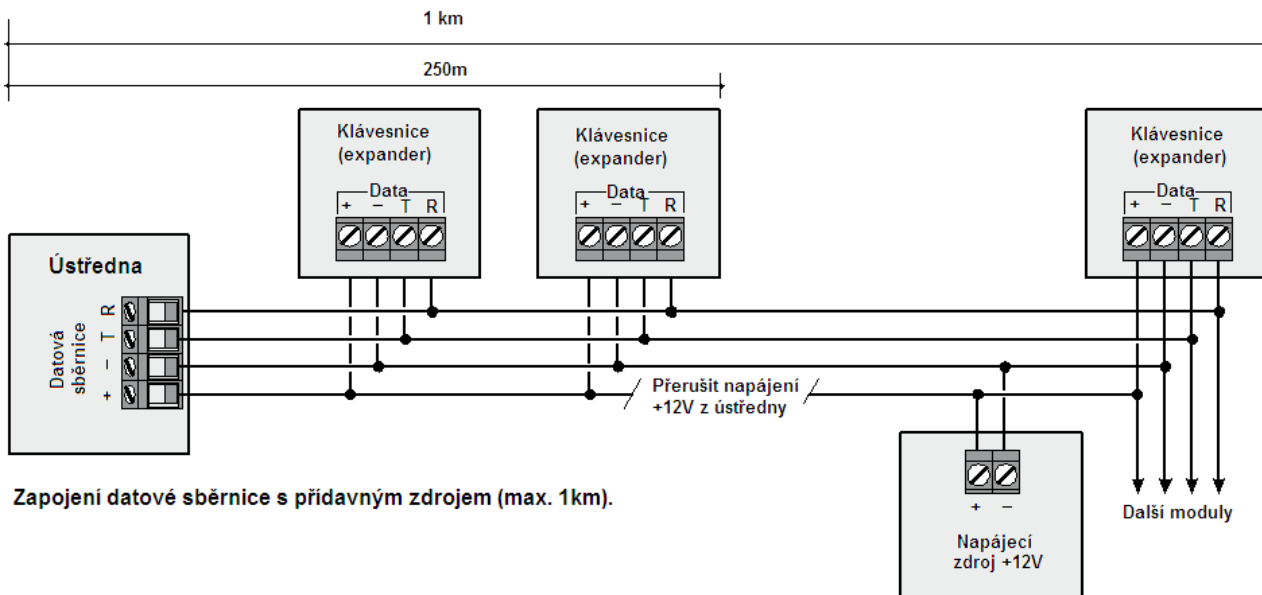 1 km
250m
Klávesnice
(expander)
Data
+ − T R
Klávesnice
(expander)
Data
+ − T R
Klávesnice
(expander)
Data
+ − T R
Ústředna
Datová
sběrnice
R
T
−
+
Přerušit napájení
+12V z ústředny
+ −
Napájecí
zdroj +12V
Další moduly
Zapojení datové sběrnice s přídavným zdrojem (max. 1km).